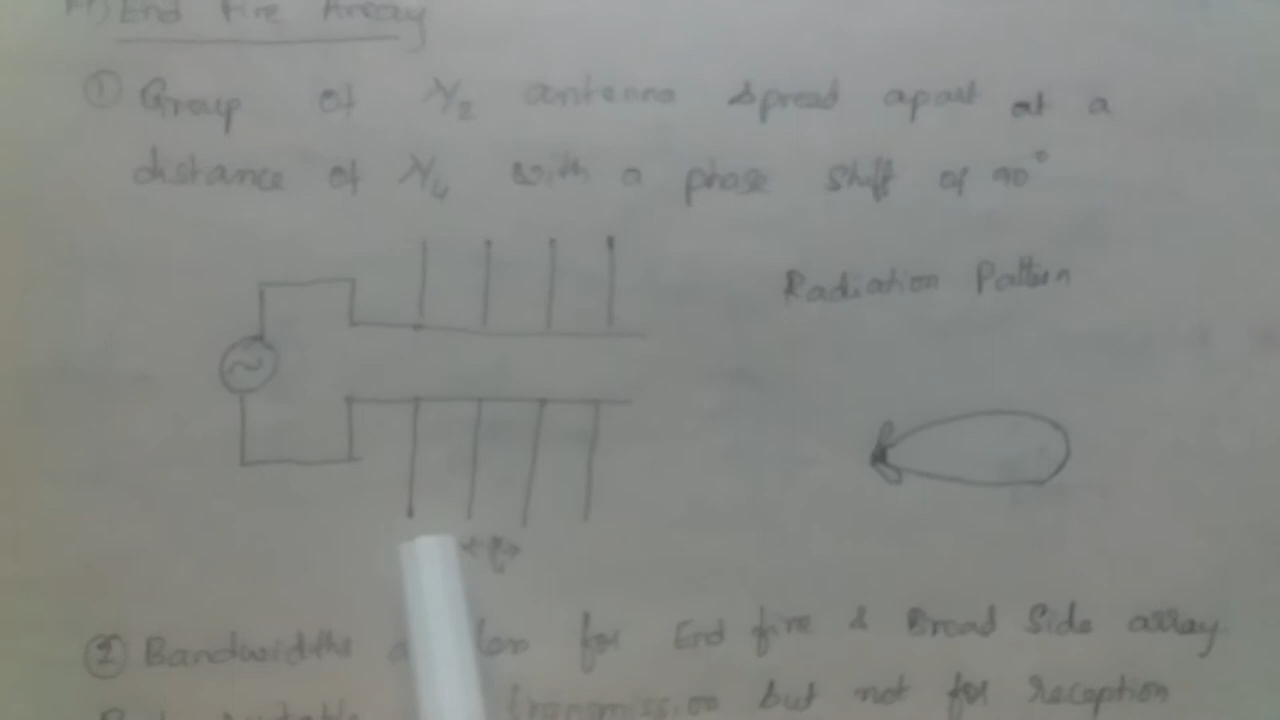 End Fire Array
① Group of λ/2 antenna spread apart at a
distance of λ/4 with a phase shift of 90°
Radiation Pattern
② Bandwidths for End fire & Broad Side array
transmission but not for reception